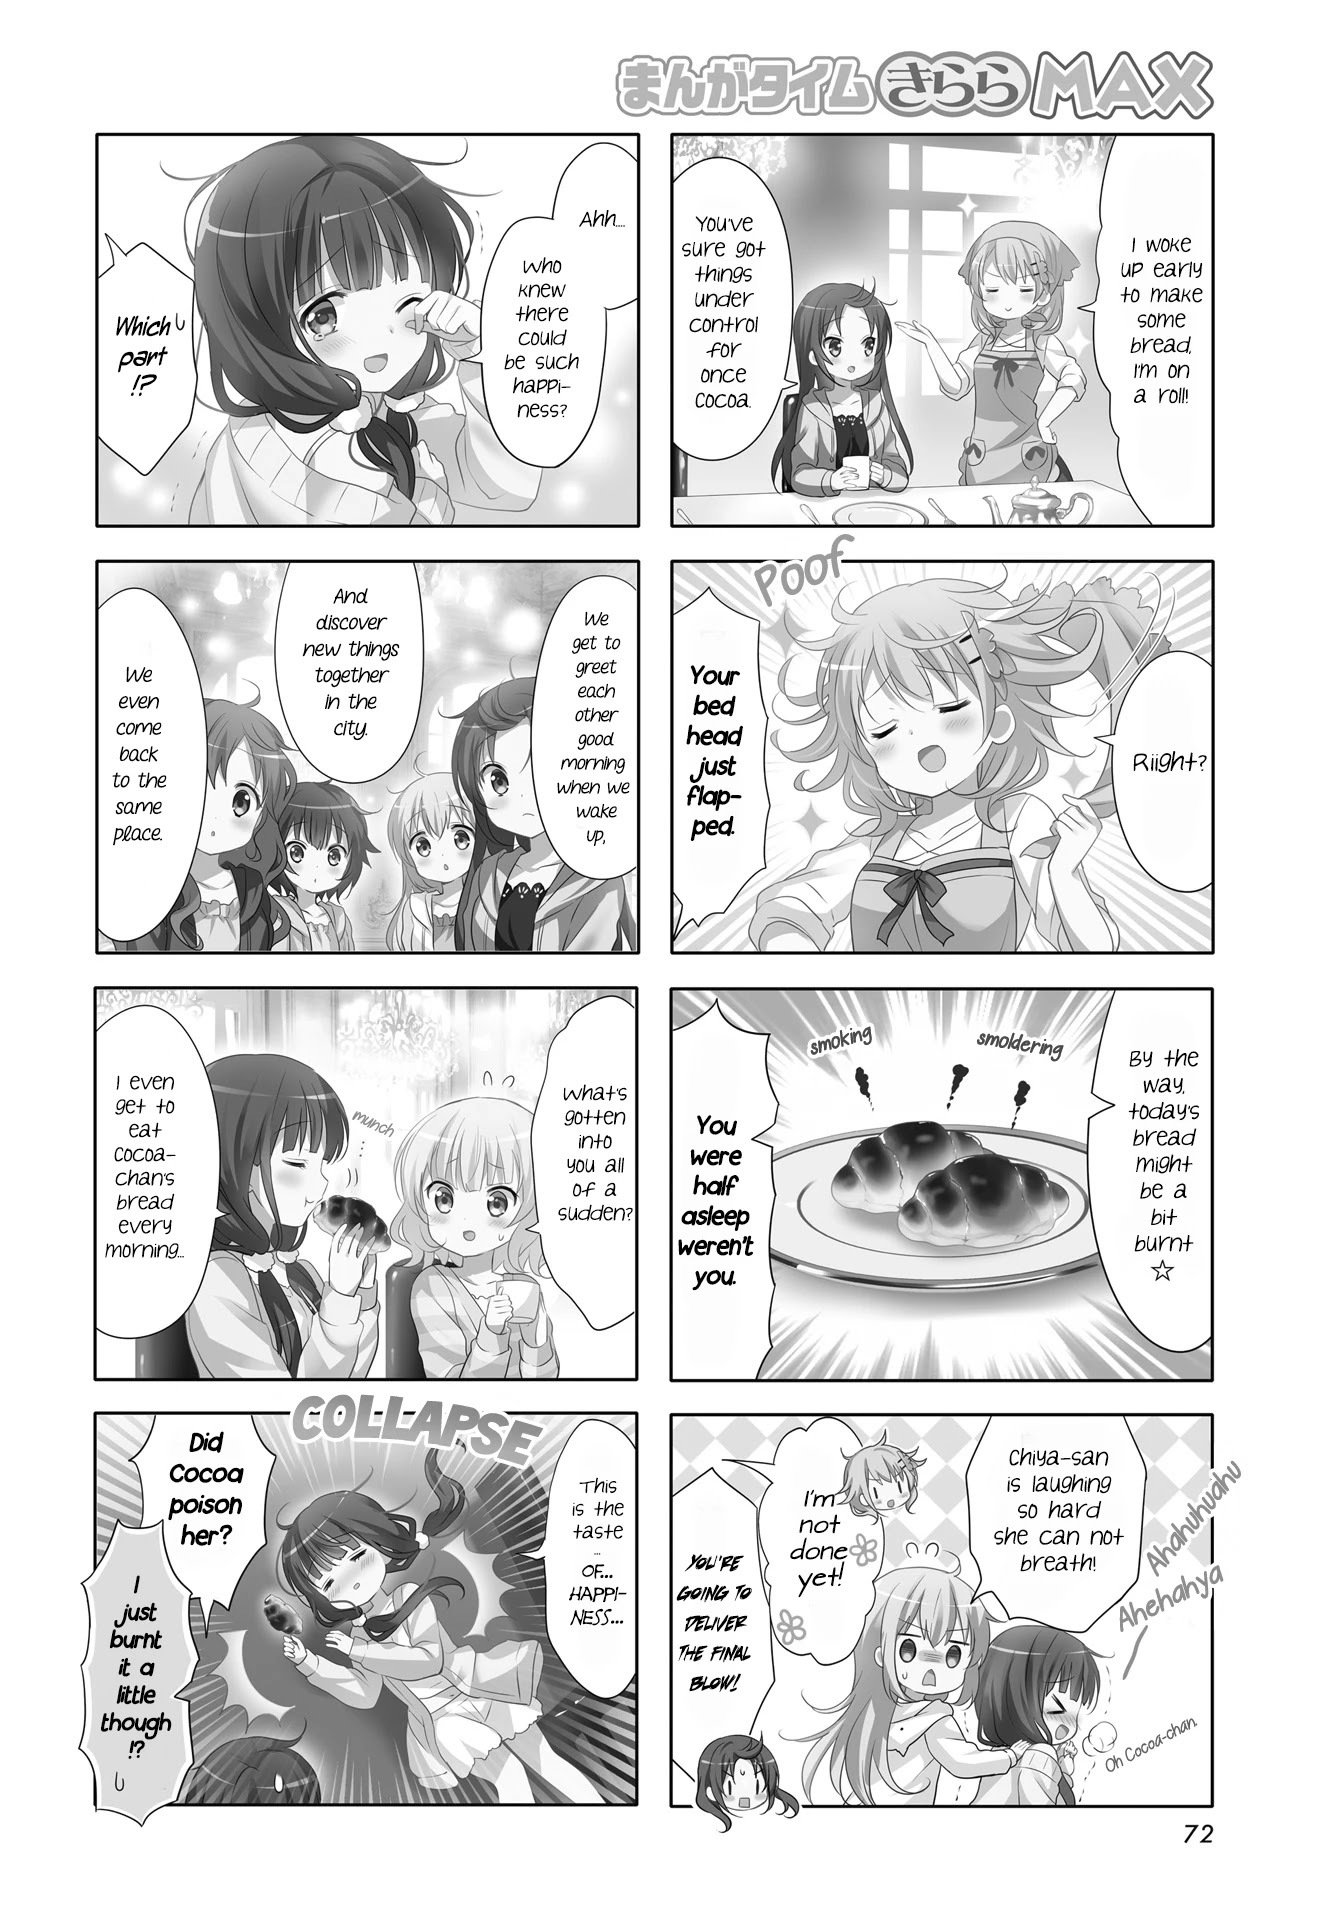 まんがタイムきららMAX
I woke
up early
to make
some
bread,
I'm on
a roll!
You've
sure got
things
under
control
for
once
Cocoa.
Poof
Riight?
Your
bed
head
just
flap-
ped.
By the
way,
today's
bread
might
be a
bit
burnt
☆
smoldering
smoking
You
were
half
asleep
weren't
you.
Chiya-san
is laughing
so hard
she can not
breath!
Ahahuhuahu
Ahehahya
Oh Cocoa-chan.
I'm
not
done
yet!
YOU'RE
GOING TO
DELIVER
THE FINAL
BLOW!
Ahh....
Who
knew
there
could
be such
happi-
ness?
Which
part
!?
We
get to
greet
each
other
good
morning
when we
wake
up,
And
discover
new things
together
in the
city.
We
even
come
back
to the
same
place.
What's
gotten
into
you all
of a
sudden?
munch
I even
get to
eat
Cocoa-
chan's
bread
every
morning...
COLLAPSE
This
is the
taste
...
OF...
HAPPI-
NESS...
Did
Cocoa
poison
her?
I
just
burnt
it a
little
though
!?
72